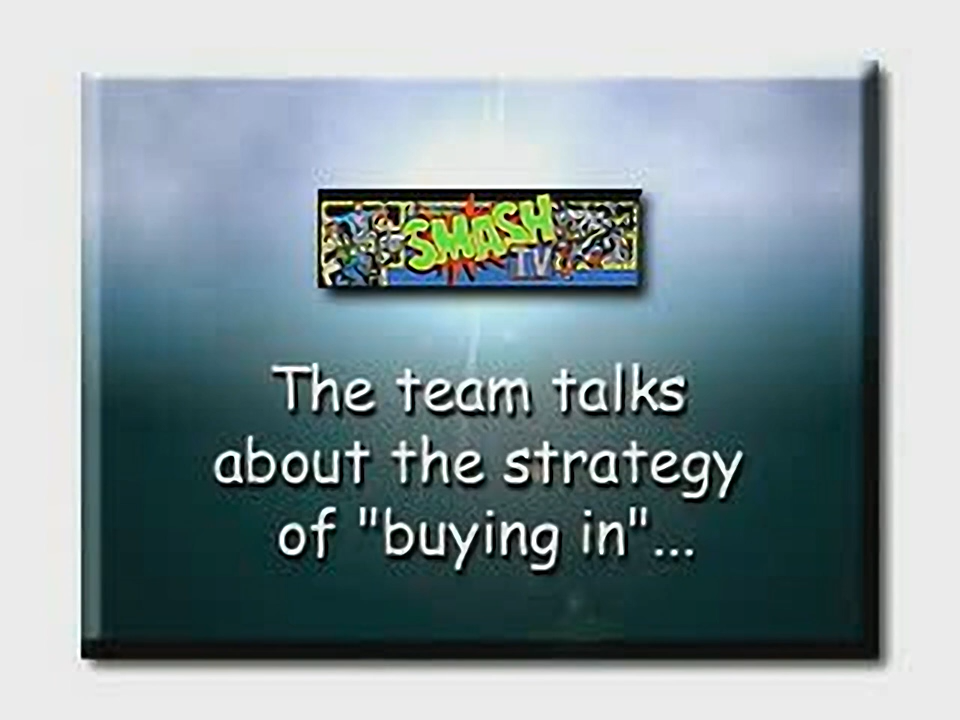 SMASH
TV
The team talks
about the strategy
of "buying in"...